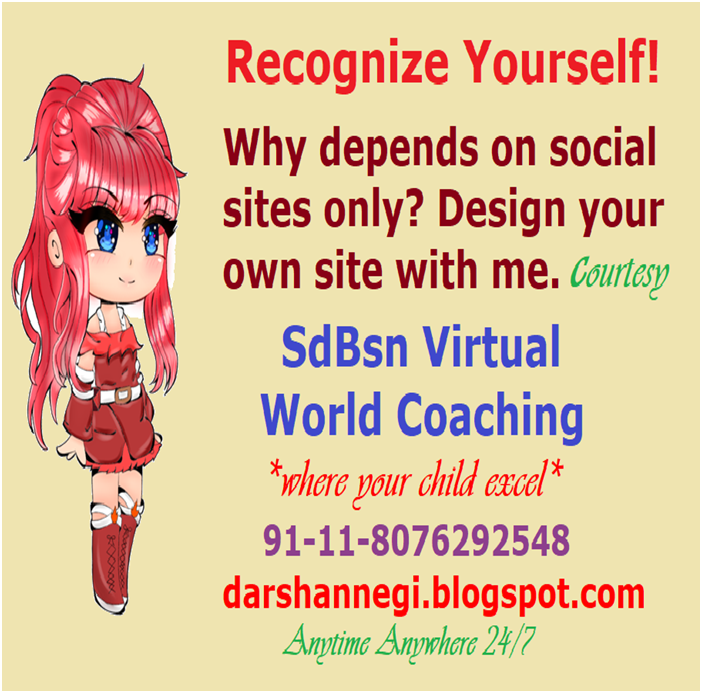 Recognize Yourself!
Why depends on social
sites only? Design your
own site with me. Courtesy
SdBsn Virtual
World Coaching
*where your child excel*
91-11-8076292548
darshannegi.blogspot.com
Anytime Anywhere 24/7